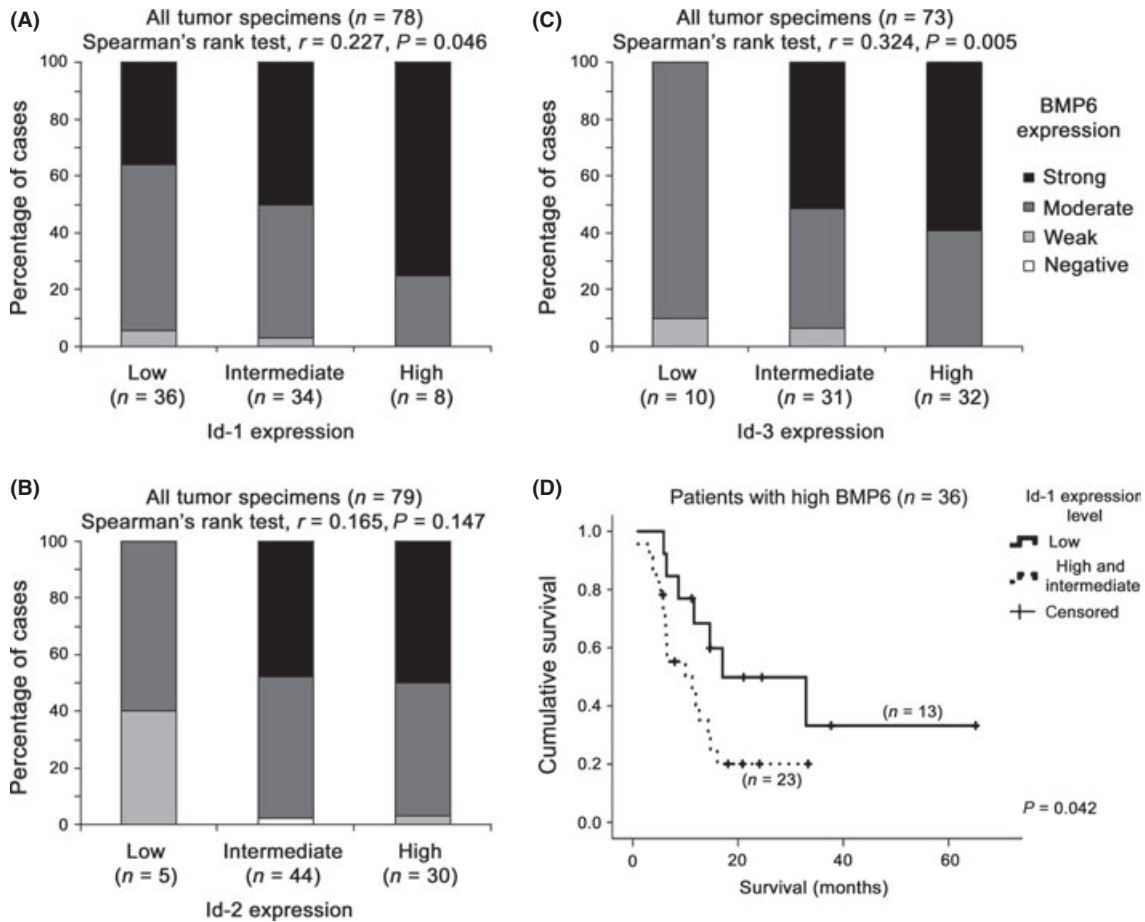 (A)
All tumor specimens (n = 78)
Spearman's rank test, r = 0.227, P = 0.046
Percentage of cases
100
80
60
40
20
0
Low
(n = 36)
Intermediate
(n = 34)
High
(n = 8)
Id-1 expression
(C)
All tumor specimens (n = 73)
Spearman's rank test, r = 0.324, P = 0.005
Percentage of cases
100
80
60
40
20
0
Low
(n = 10)
Intermediate
(n = 31)
High
(n = 32)
Id-3 expression
BMP6
expression
Strong
Moderate
Weak
Negative
(B)
All tumor specimens (n = 79)
Spearman's rank test, r = 0.165, P = 0.147
Percentage of cases
100
80
60
40
20
0
Low
(n = 5)
Intermediate
(n = 44)
High
(n = 30)
Id-2 expression
(D)
Patients with high BMP6 (n = 36)
Cumulative survival
1.0
0.8
0.6
0.4
0.2
0.0
(n = 13)
(n = 23)
0
20
40
60
Survival (months)
Id-1 expression
level
Low
High and
intermediate
Censored
P = 0.042